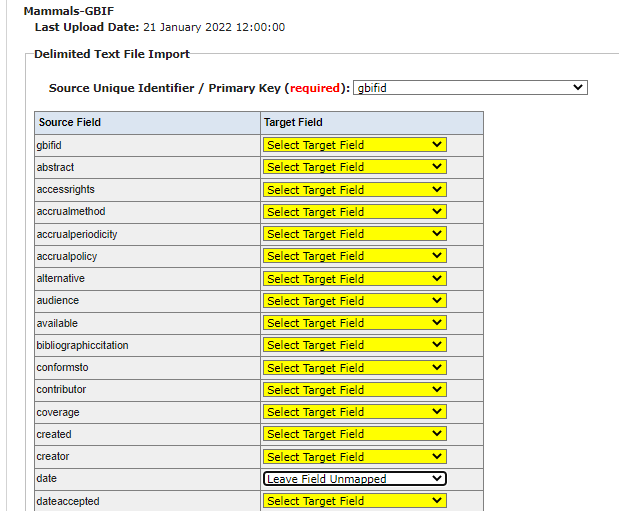 Mammals-GBIF
Last Upload Date: 21 January 2022 12:00:00
Delimited Text File Import
Source Unique Identifier / Primary Key (required): gbifid
Source Field Target Field
gbifid Select Target Field
abstract Select Target Field
accessrights Select Target Field
accrualmethod Select Target Field
accrualperiodicity Select Target Field
accrualpolicy Select Target Field
alternative Select Target Field
audience Select Target Field
available Select Target Field
bibliographiccitation Select Target Field
conformsto Select Target Field
contributor Select Target Field
coverage Select Target Field
created Select Target Field
creator Select Target Field
date Leave Field Unmapped
dateaccepted Select Target Field